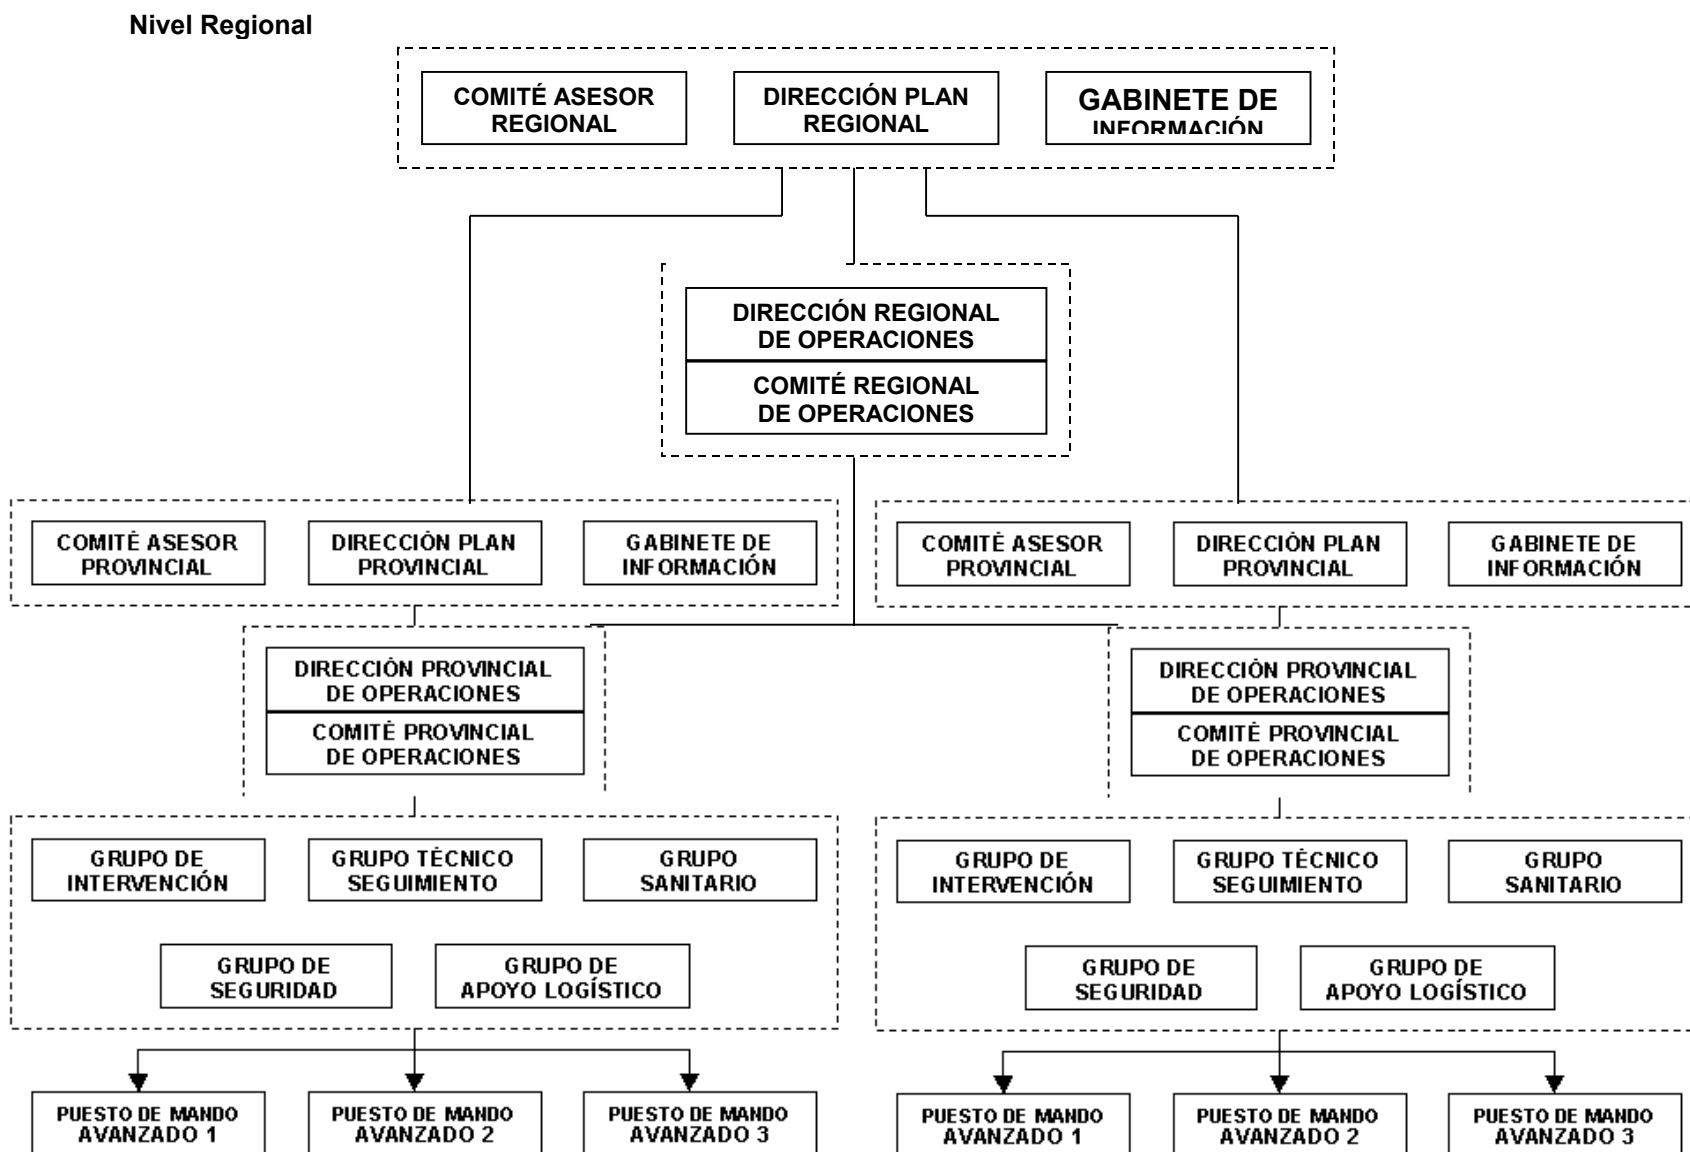 Nivel Regional
COMITÉ ASESOR
REGIONAL
DIRECCIÓN PLAN
REGIONAL
GABINETE DE
INFORMACIÓN
DIRECCIÓN REGIONAL
DE OPERACIONES
COMITÉ REGIONAL
DE OPERACIONES
COMITÉ ASESOR
PROVINCIAL
DIRECCIÓN PLAN
PROVINCIAL
GABINETE DE
INFORMACIÓN
COMITÉ ASESOR
PROVINCIAL
DIRECCIÓN PLAN
PROVINCIAL
GABINETE DE
INFORMACIÓN
DIRECCIÓN PROVINCIAL
DE OPERACIONES
COMITÉ PROVINCIAL
DE OPERACIONES
DIRECCIÓN PROVINCIAL
DE OPERACIONES
COMITÉ PROVINCIAL
DE OPERACIONES
GRUPO DE
INTERVENCIÓN
GRUPO TÉCNICO
SEGUIMIENTO
GRUPO
SANITARIO
GRUPO DE
SEGURIDAD
GRUPO DE
APOYO LOGÍSTICO
GRUPO DE
INTERVENCIÓN
GRUPO TÉCNICO
SEGUIMIENTO
GRUPO
SANITARIO
GRUPO DE
SEGURIDAD
GRUPO DE
APOYO LOGÍSTICO
PUESTO DE MANDO
AVANZADO 1
PUESTO DE MANDO
AVANZADO 2
PUESTO DE MANDO
AVANZADO 3
PUESTO DE MANDO
AVANZADO 1
PUESTO DE MANDO
AVANZADO 2
PUESTO DE MANDO
AVANZADO 3